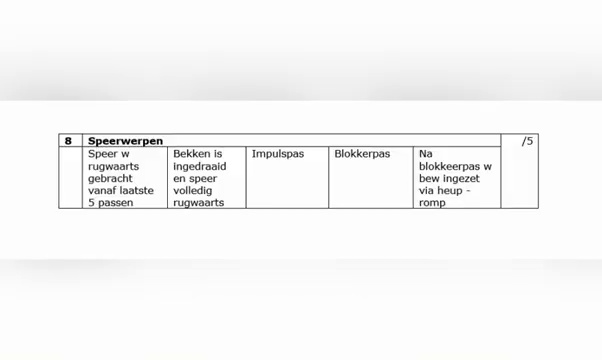 8 Speerwerpen /5
Speer w
rugwaarts
gebracht
vanaf laatste
5 passen
Bekken is
ingedraaid
en speer
volledig
rugwaarts
Impulspas
Blokkerpas
Na
blokkeerpas w
bew ingezet
via heup -
romp